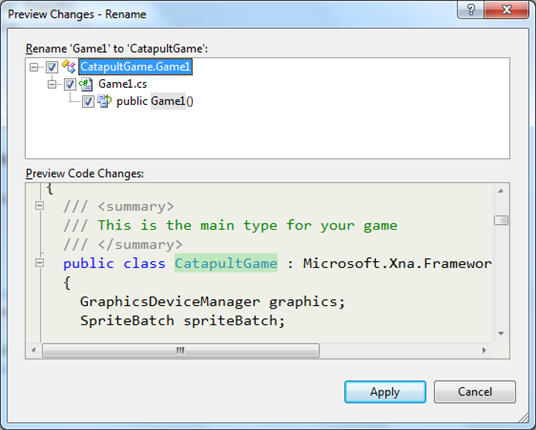 Preview Changes - Rename
Rename 'Game1' to 'CatapultGame':
CatapultGame.Game1
Game1.cs
public Game1()
Preview Code Changes:
{
/// <summary>
/// This is the main type for your game
/// </summary>
public class CatapultGame : Microsoft.Xna.Framewor
{
GraphicsDeviceManager graphics;
SpriteBatch spriteBatch;
Apply
Cancel